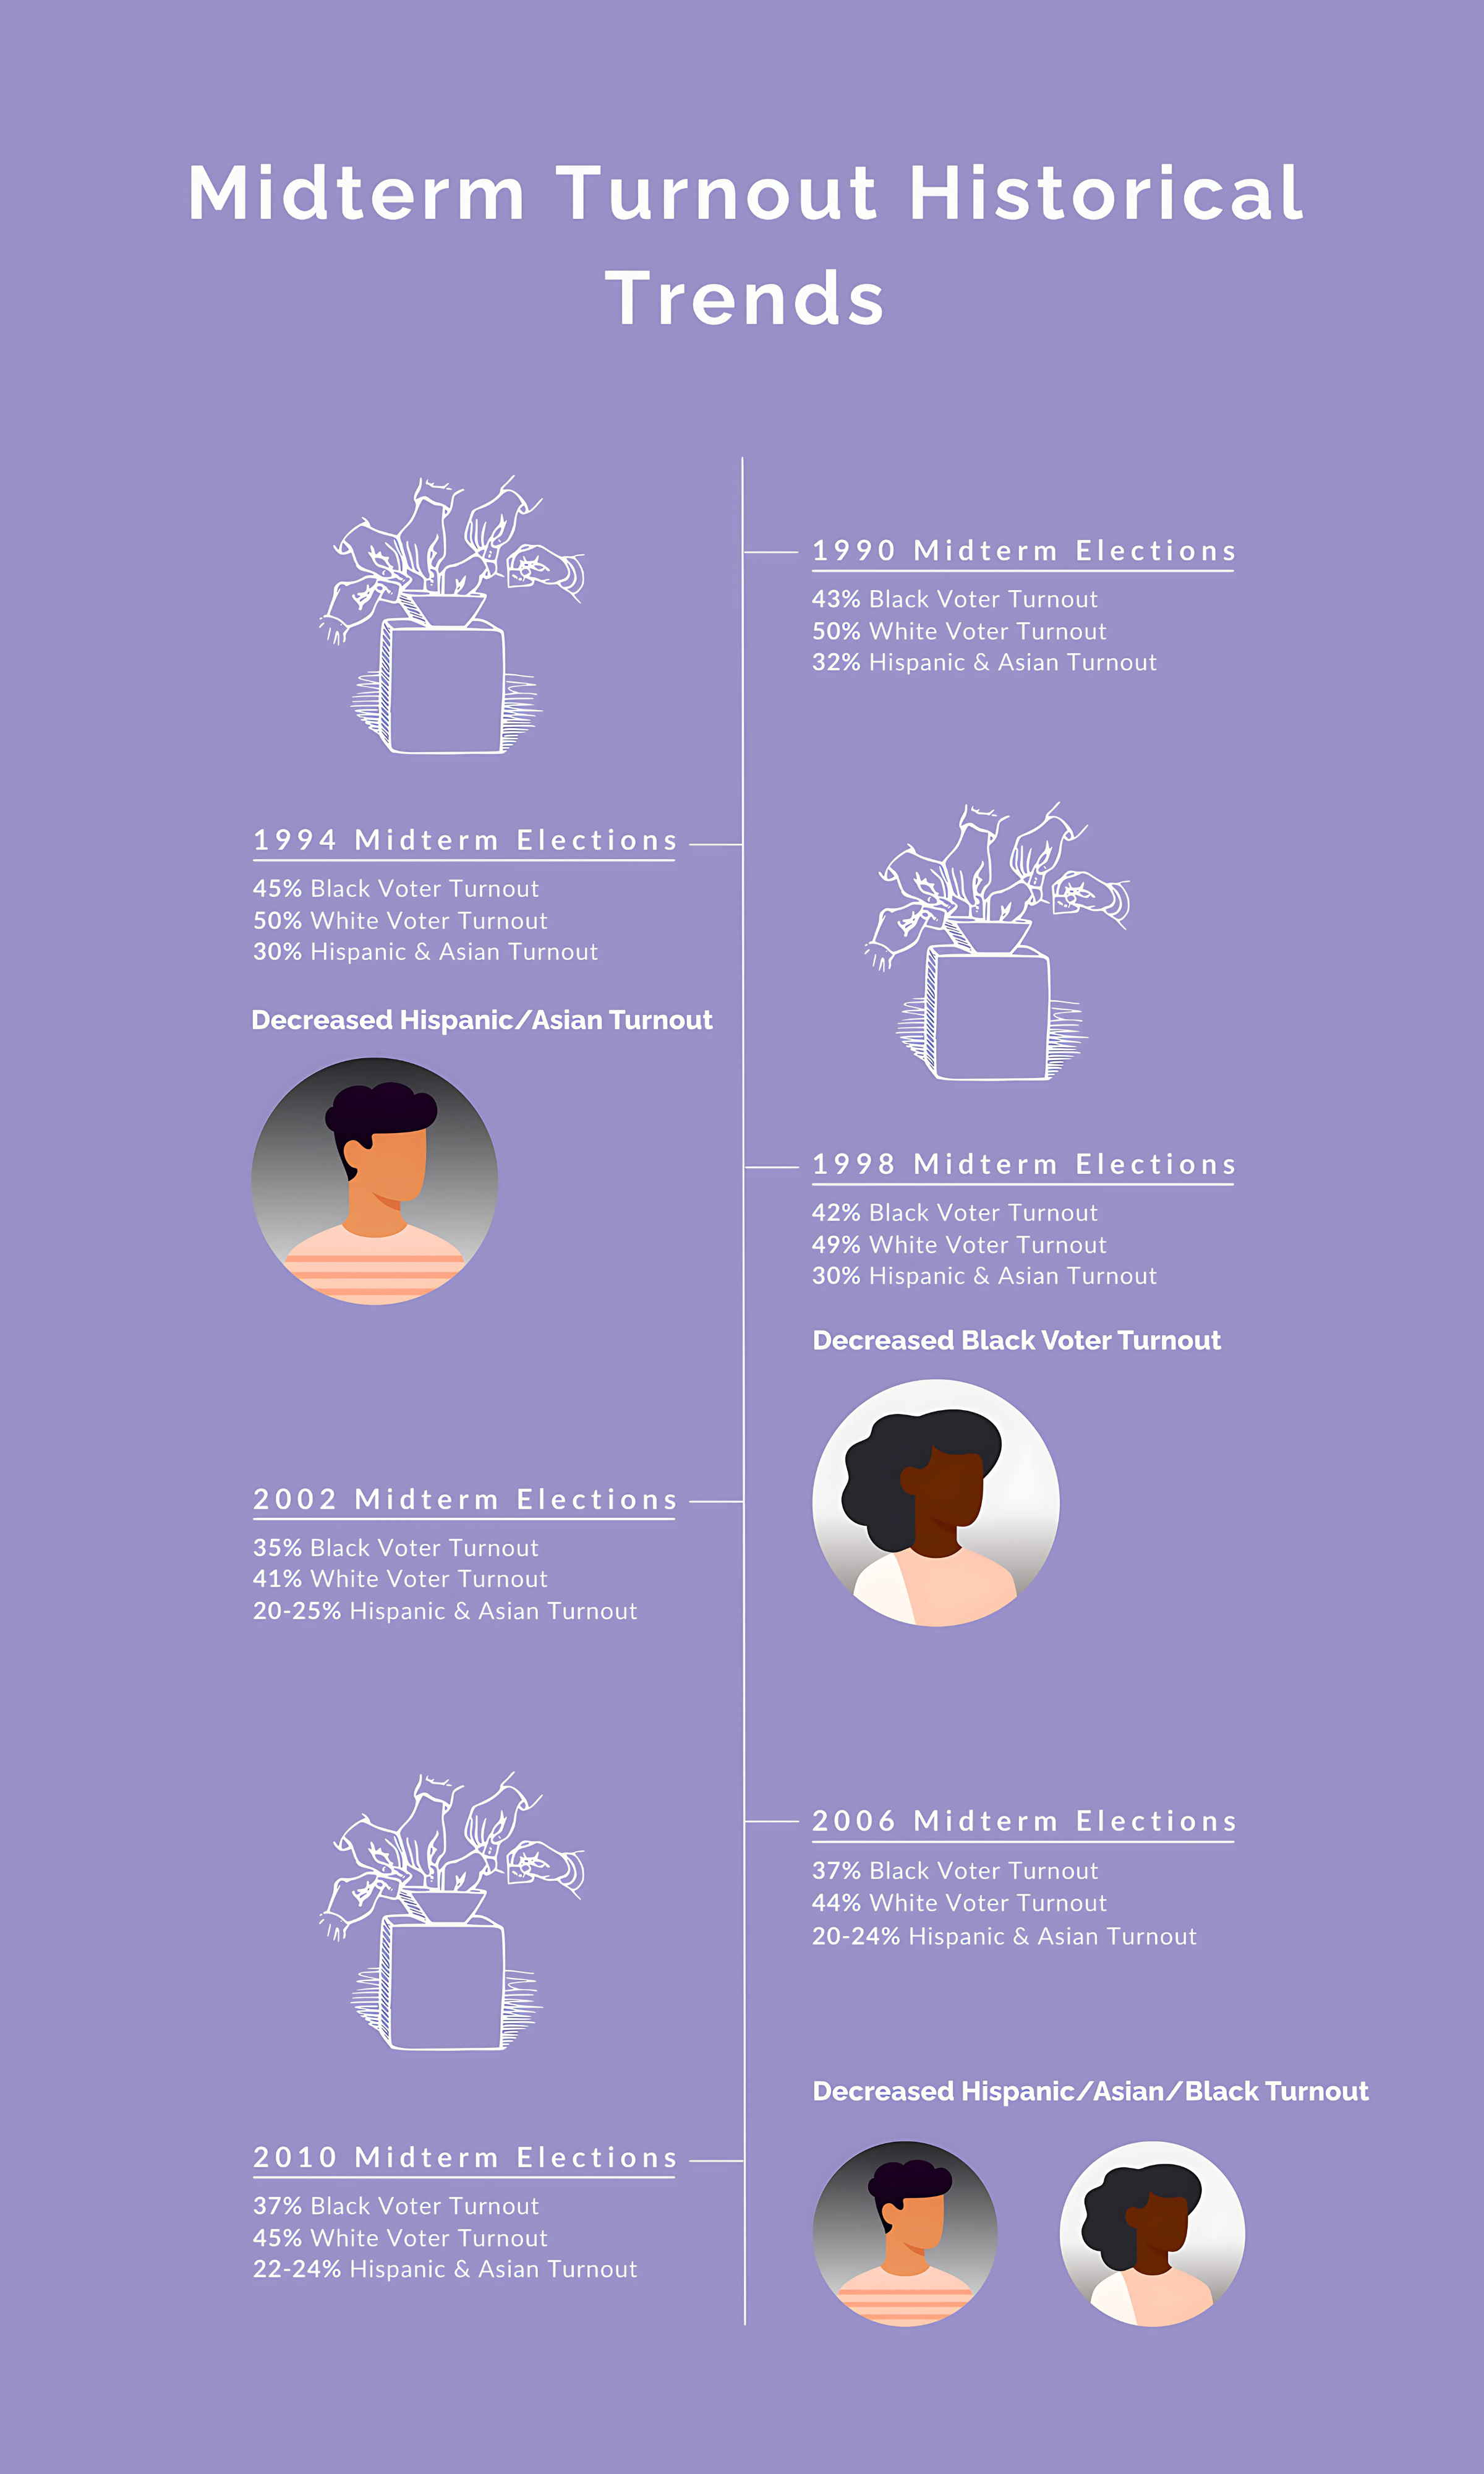 Midterm Turnout Historical
Trends
1990 Midterm Elections
43% Black Voter Turnout
50% White Voter Turnout
32% Hispanic & Asian Turnout
1994 Midterm Elections
45% Black Voter Turnout
50% White Voter Turnout
30% Hispanic & Asian Turnout
Decreased Hispanic/Asian Turnout
1998 Midterm Elections
42% Black Voter Turnout
49% White Voter Turnout
30% Hispanic & Asian Turnout
Decreased Black Voter Turnout
2002 Midterm Elections
35% Black Voter Turnout
41% White Voter Turnout
20-25% Hispanic & Asian Turnout
2006 Midterm Elections
37% Black Voter Turnout
44% White Voter Turnout
20-24% Hispanic & Asian Turnout
Decreased Hispanic/Asian/Black Turnout
2010 Midterm Elections
37% Black Voter Turnout
45% White Voter Turnout
22-24% Hispanic & Asian Turnout